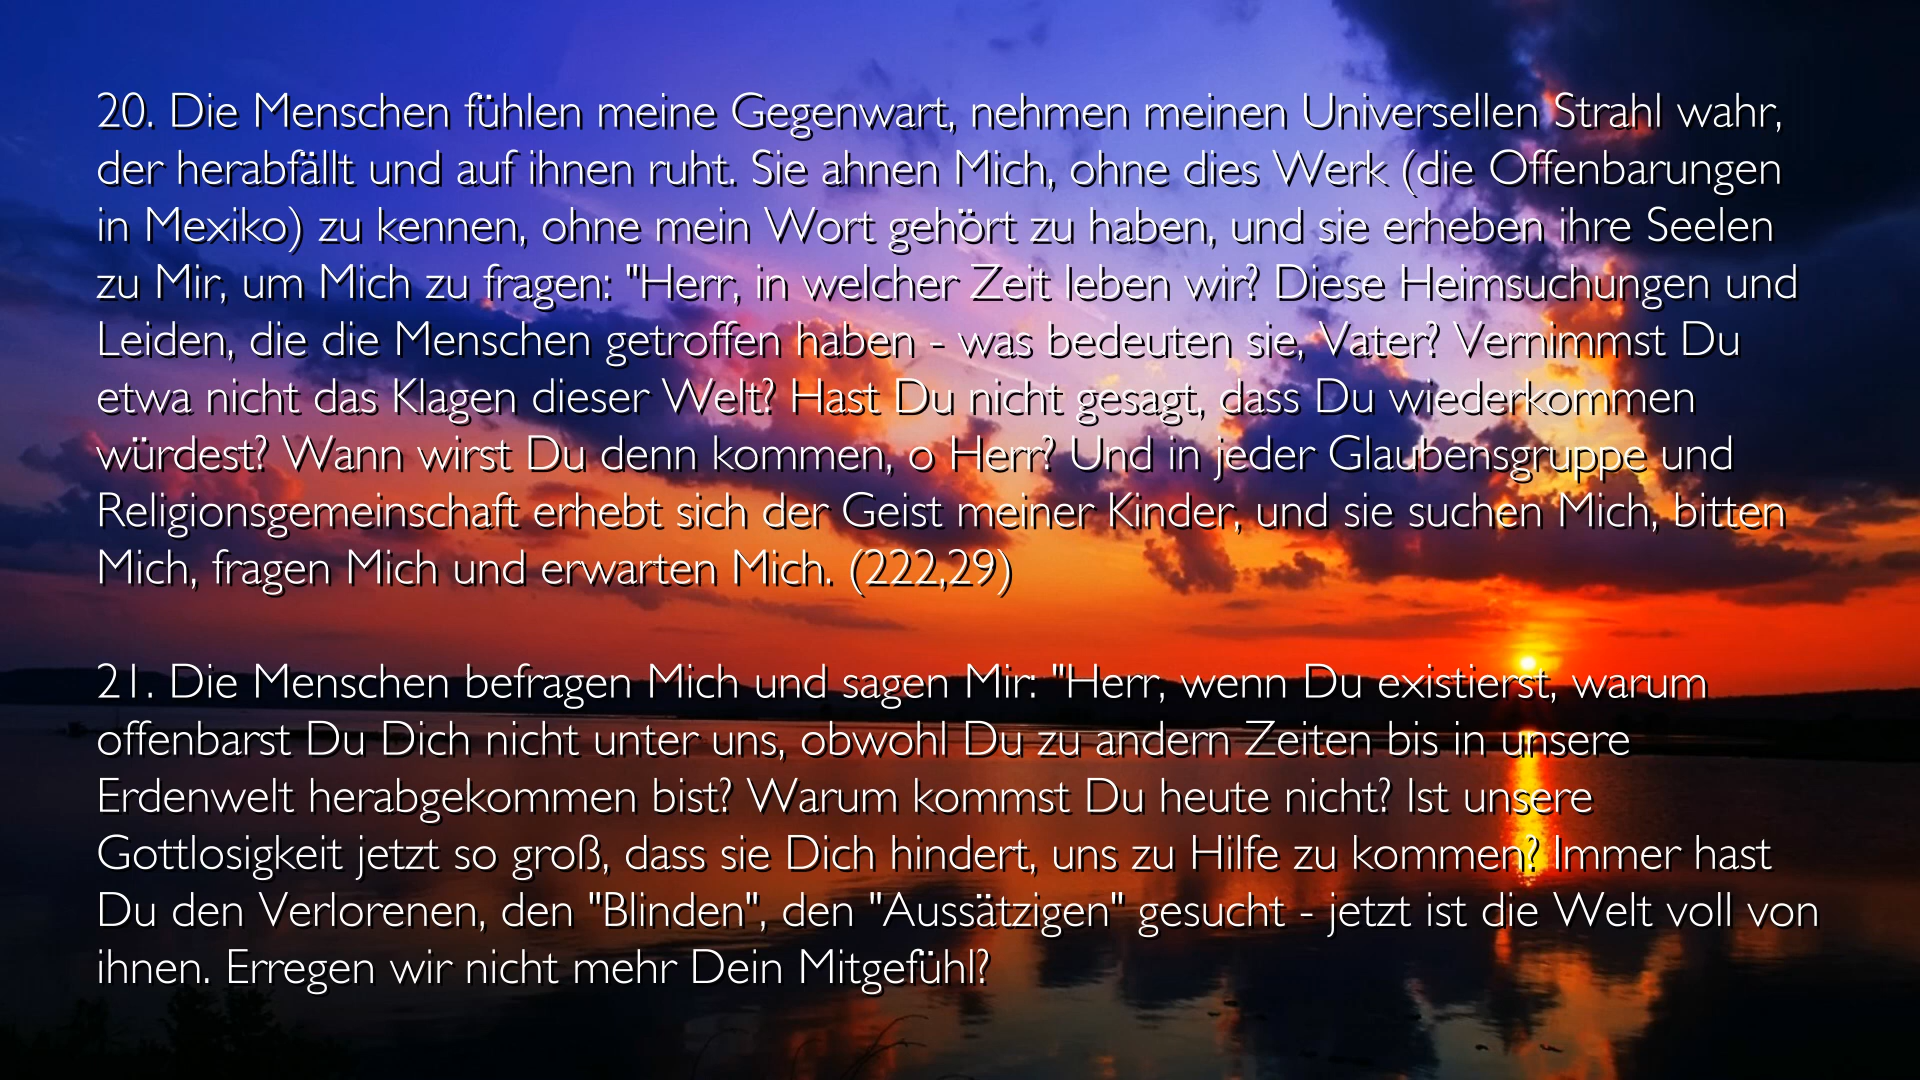 20. Die Menschen fühlen meine Gegenwart, nehmen meinen Universellen Strahl wahr,
der herabfällt und auf ihnen ruht. Sie ahnen Mich, ohne dies Werk (die Offenbarungen
in Mexiko) zu kennen, ohne mein Wort gehört zu haben, und sie erheben ihre Seelen
zu Mir, um Mich zu fragen: "Herr, in welcher Zeit leben wir? Diese Heimsuchungen und
Leiden, die die Menschen getroffen haben - was bedeuten sie, Vater? Vernimmst Du
etwa nicht das Klagen dieser Welt? Hast Du nicht gesagt, dass Du wiederkommen
würdest? Wann wirst Du denn kommen, o Herr? Und in jeder Glaubensgruppe und
Religionsgemeinschaft erhebt sich der Geist meiner Kinder, und sie suchen Mich, bitten
Mich, fragen Mich und erwarten Mich. (222,29)
21. Die Menschen befragen Mich und sagen Mir: "Herr, wenn Du existierst, warum
offenbarst Du Dich nicht unter uns, obwohl Du zu andern Zeiten bis in unsere
Erdenwelt herabgekommen bist? Warum kommst Du heute nicht? Ist unsere
Gottlosigkeit jetzt so groß, dass sie Dich hindert, uns zu Hilfe zu kommen? Immer hast
Du den Verlorenen, den "Blinden", den "Aussätzigen" gesucht - jetzt ist die Welt voll von
ihnen. Erregen wir nicht mehr Dein Mitgefühl?